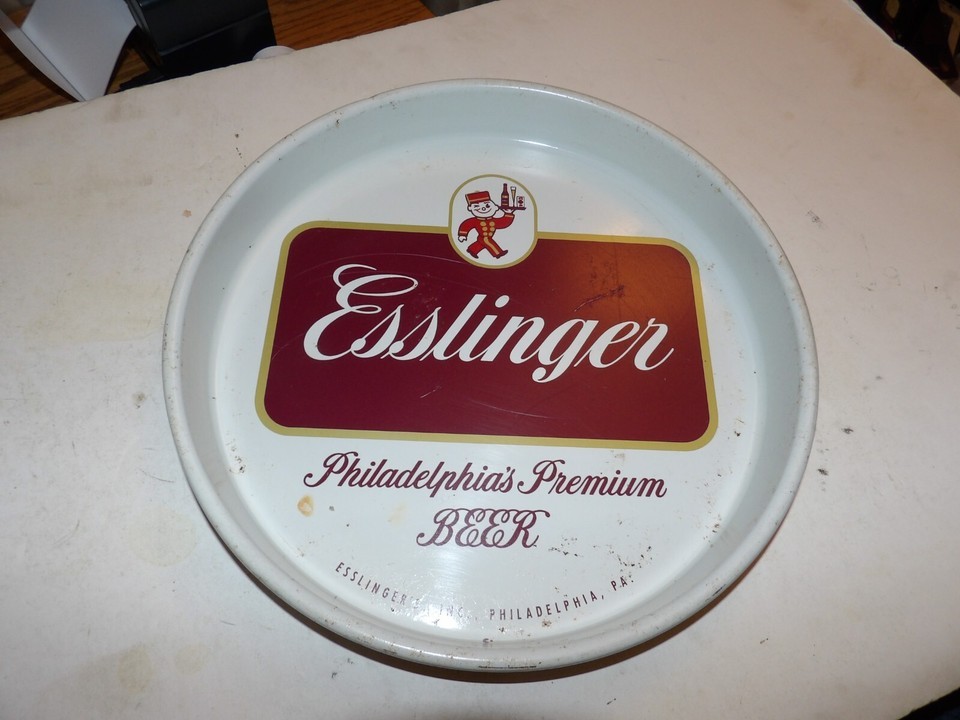 Esslinger
Philadelphia's Premium
BEER
ESSLINGER INC., PHILADELPHIA, PA.